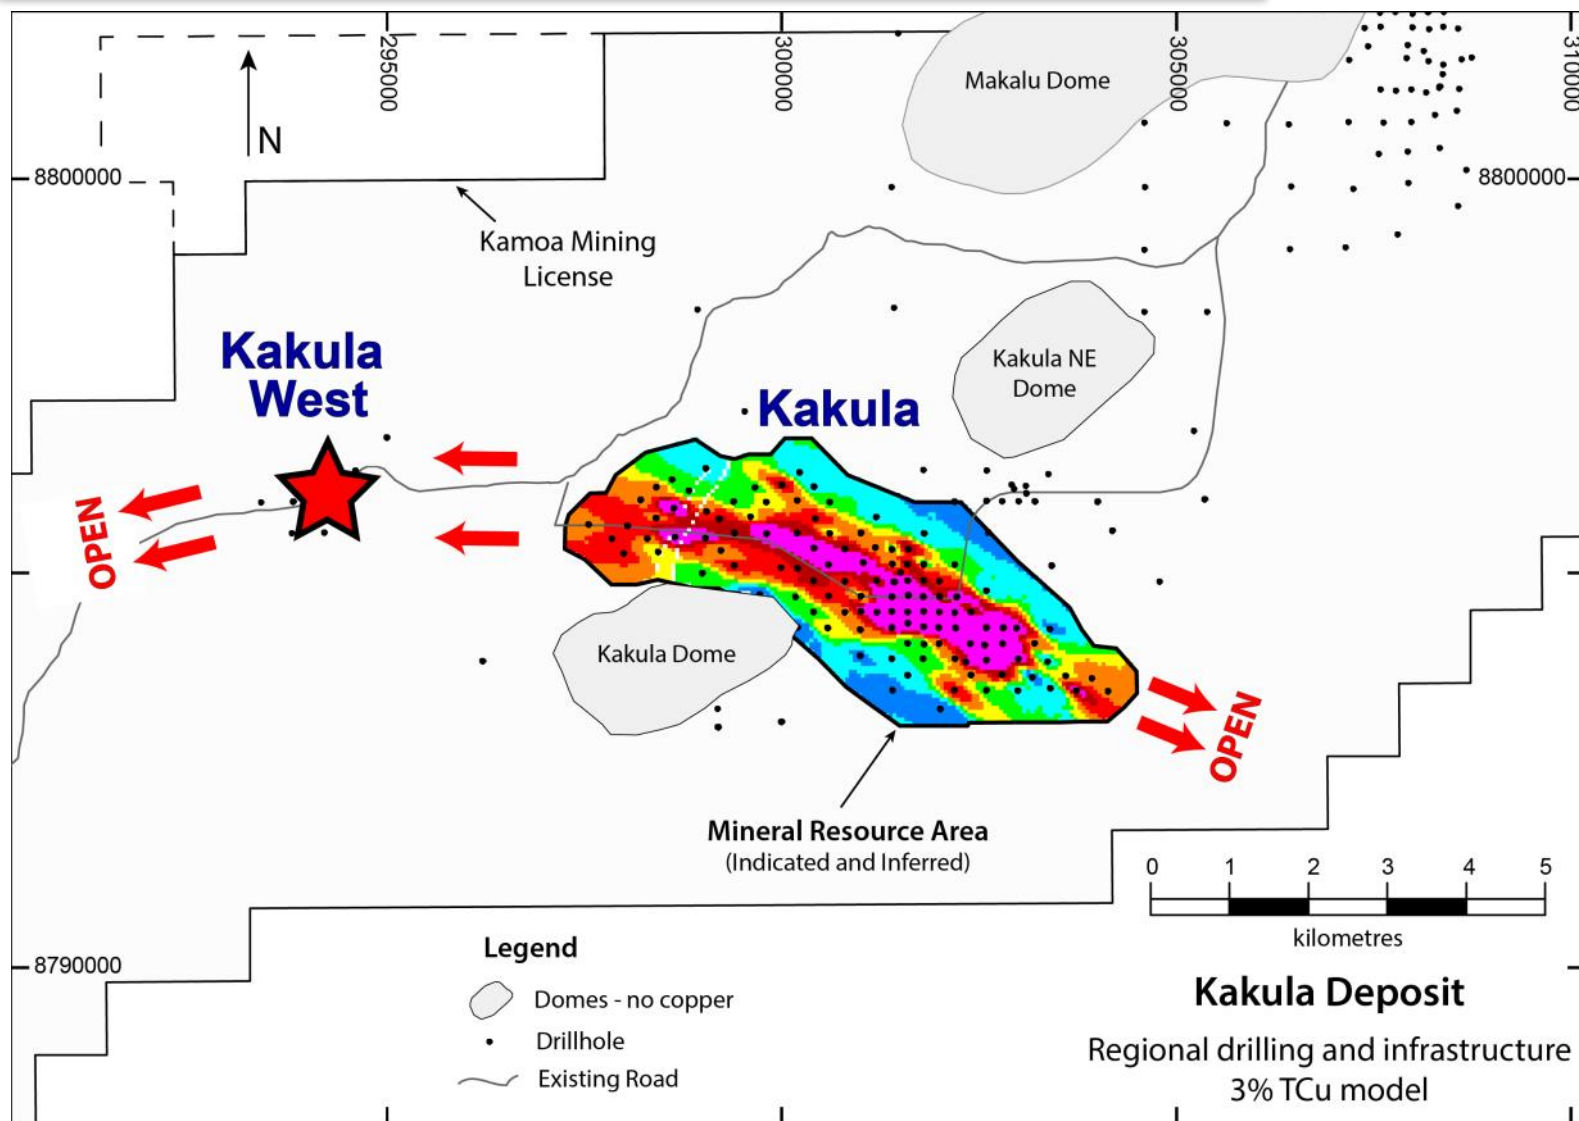 295000
300000
305000
310000
Makalu Dome
N
8800000
8800000
Kamoa Mining
License
Kakula
West
Kakula NE
Dome
Kakula
OPEN
Kakula Dome
OPEN
Mineral Resource Area
(Indicated and Inferred)
0 1 2 3 4 5
kilometres
Legend
8790000
Kakula Deposit
Domes - no copper
Drillhole
Regional drilling and infrastructure
Existing Road
3% TCu model